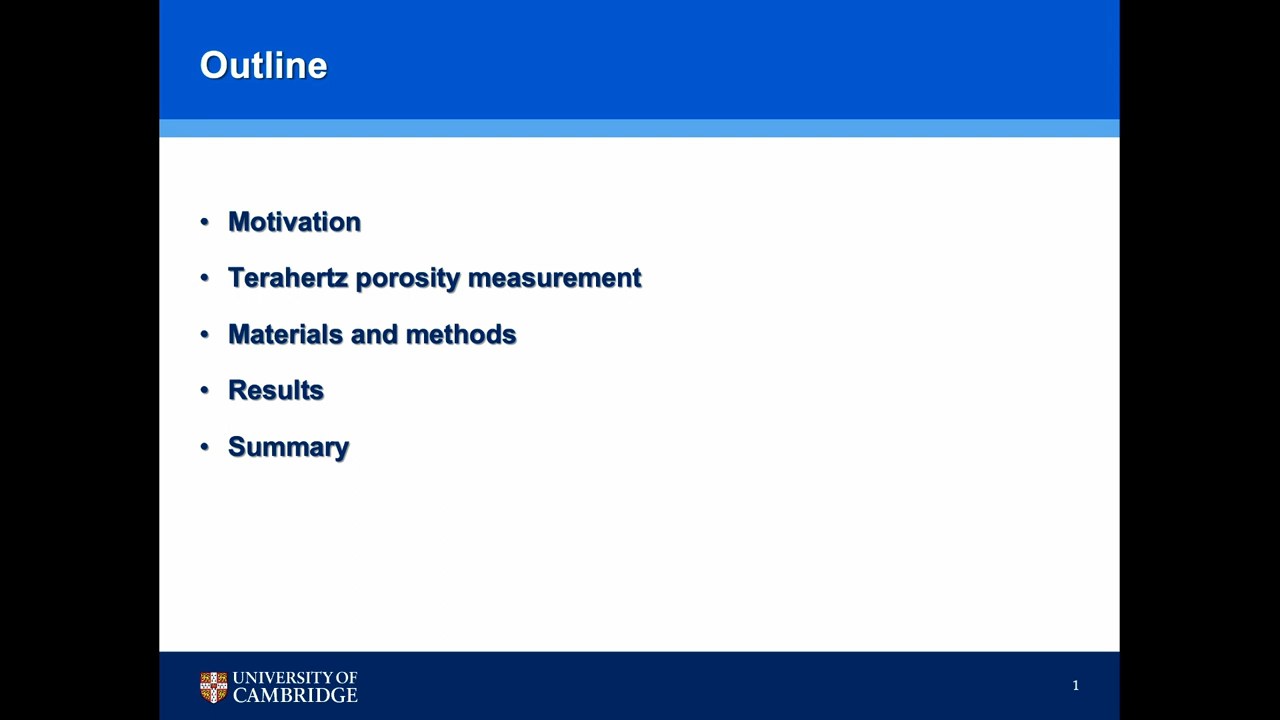 Outline
• Motivation
• Terahertz porosity measurement
• Materials and methods
• Results
• Summary
UNIVERSITY OF
CAMBRIDGE
1